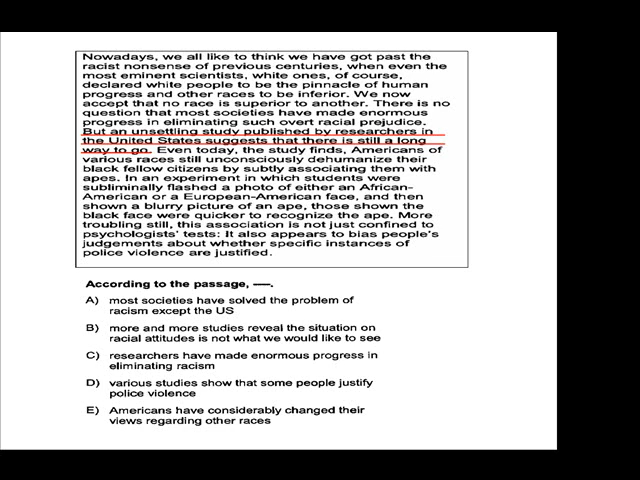 Nowadays, we all like to think we have got past the
racist nonsense of previous centuries, when even the
most eminent scientists, white ones, of course,
declared white people to be the pinnacle of human
progress and other races to be inferior. We now
accept that no race is superior to another. There is no
question that most societies have made enormous
progress in eliminating such overt racial prejudice.
But an unsettling study published by researchers in
the United States suggests that there is still a long
way to go. Even today, the study finds, Americans of
various races still unconsciously dehumanize their
black fellow citizens by subtly associating them with
apes. In an experiment in which students were
subliminally flashed a photo of either an African-
American or a European-American face, and then
shown a blurry picture of an ape, those shown the
black face were quicker to recognize the ape. More
troubling still, this association is not just confined to
psychologists' tests: It also appears to bias people's
judgements about whether specific instances of
police violence are justified.
According to the passage, ----.
A) most societies have solved the problem of
racism except the US
B) more and more studies reveal the situation on
racial attitudes is not what we would like to see
C) researchers have made enormous progress in
eliminating racism
D) various studies show that some people justify
police violence
E) Americans have considerably changed their
views regarding other races